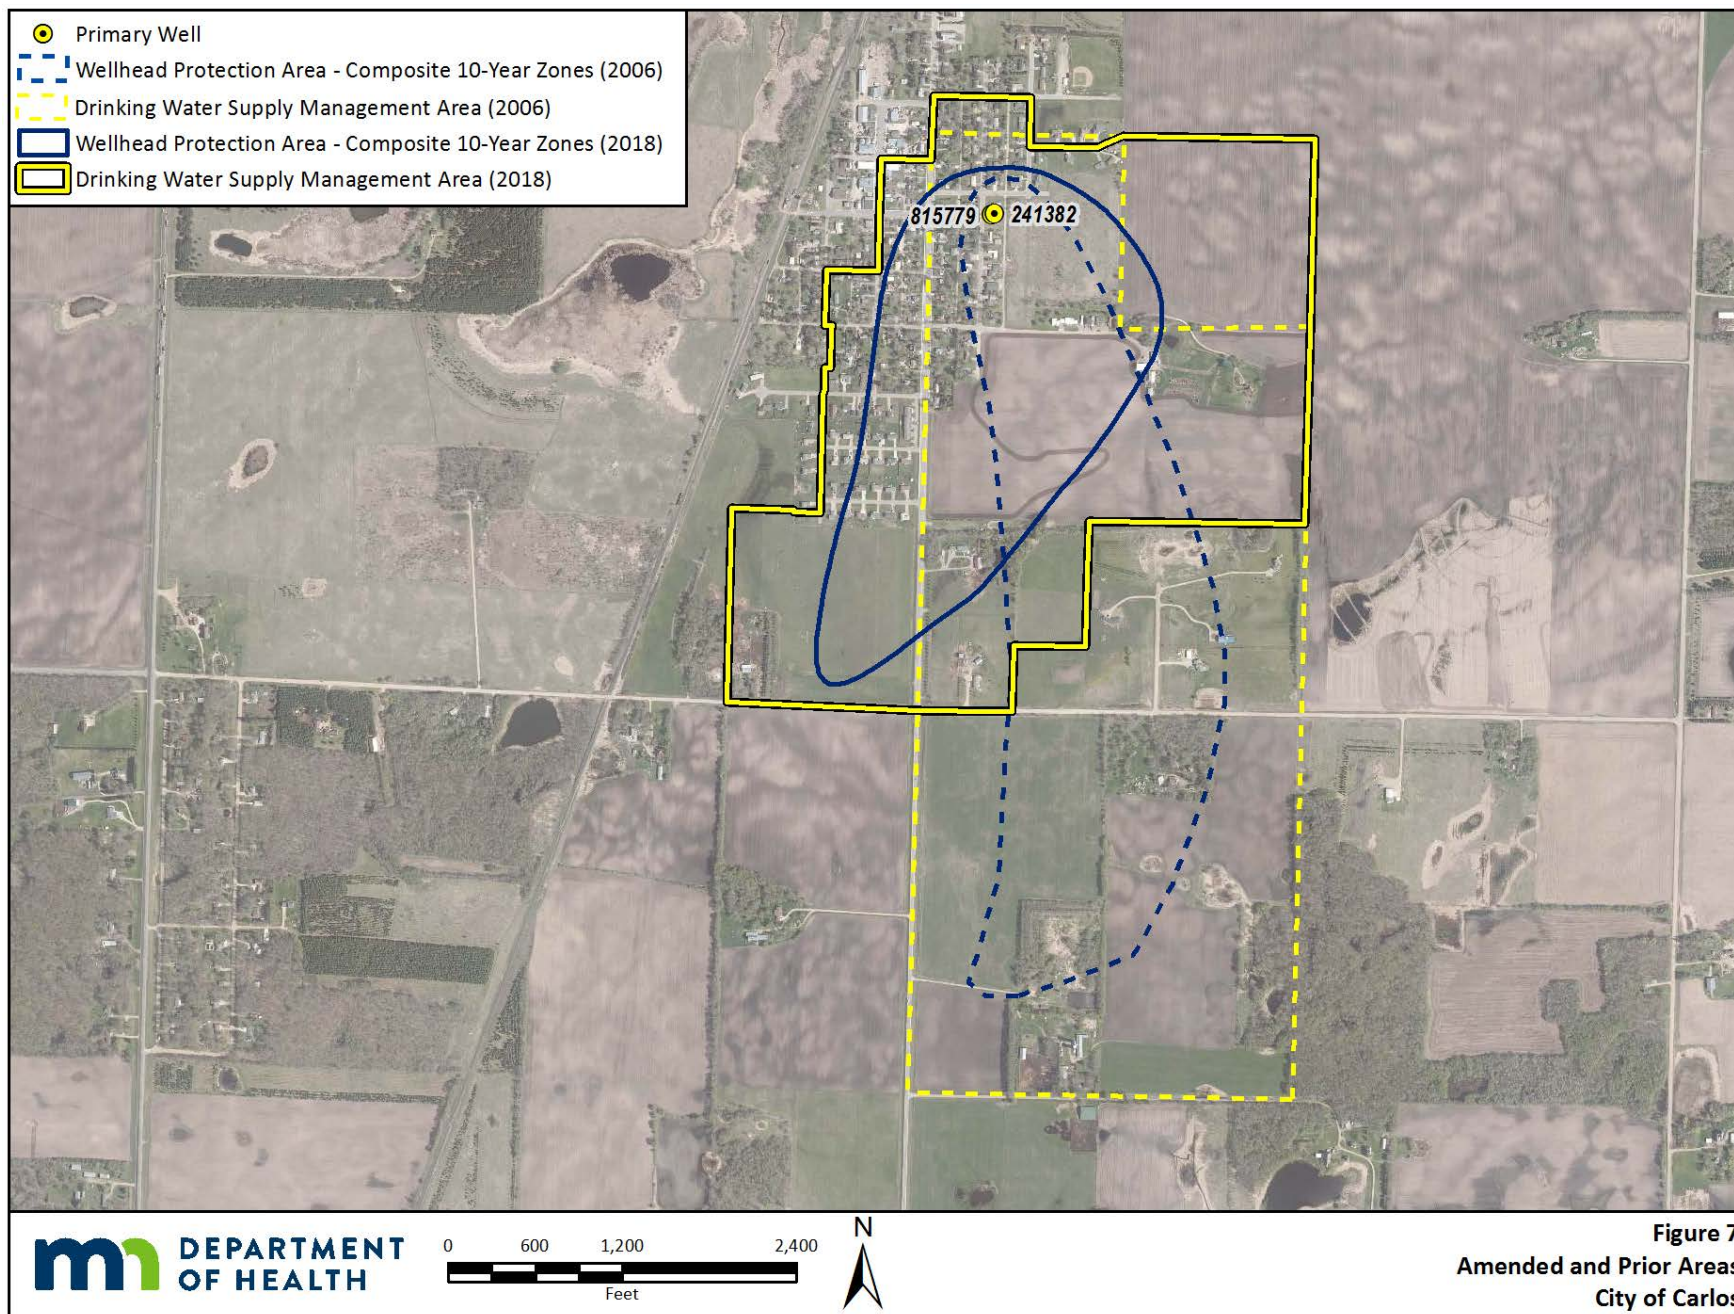 Primary Well
Wellhead Protection Area - Composite 10-Year Zones (2006)
Drinking Water Supply Management Area (2006)
Wellhead Protection Area - Composite 10-Year Zones (2018)
Drinking Water Supply Management Area (2018)
815779 241382
mn DEPARTMENT
OF HEALTH
0 600 1,200 2,400
Feet
N
Figure 7
Amended and Prior Areas
City of Carlos